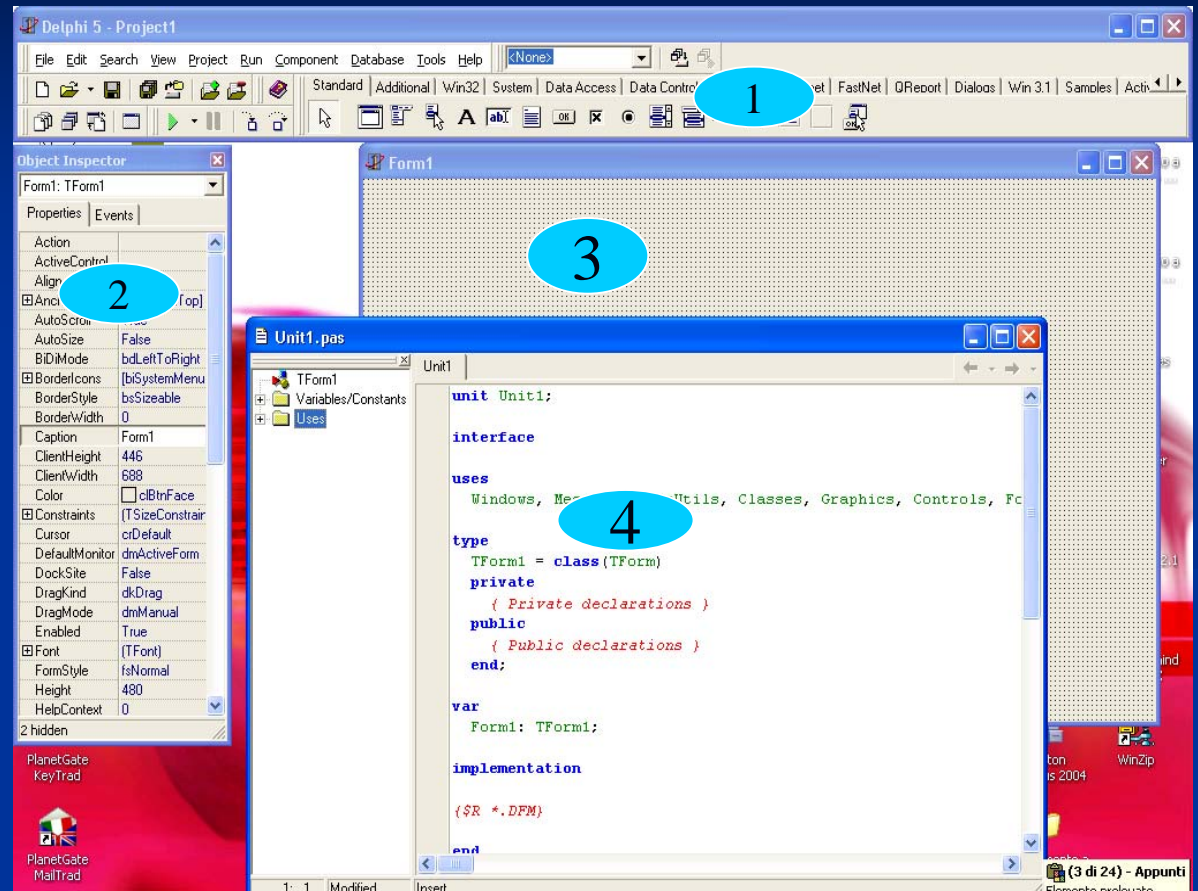 Delphi 5 - Project1
File Edit Search View Project Run Component Database Tools Help <None>
Standard Additional Win32 System Data Access Data Control 1 FastNet QReport Dialogs Win 3.1 Samples
Object Inspector
Form1: TForm1
Properties Events
Action
ActiveControl
Align
2
AutoScroll
AutoSize False
BiDiMode bdLeftToRight
BorderIcons [biSystemMenu
BorderStyle bsSizeable
BorderWidth 0
Caption Form1
ClientHeight 446
ClientWidth 688
Color clBtnFace
Constraints (TSizeConstrain
Cursor crDefault
DefaultMonitor dmActiveForm
DockSite False
DragKind dkDrag
DragMode dmManual
Enabled True
Font (TFont)
FormStyle fsNormal
Height 480
HelpContext 0
2 hidden
Form1
3
Unit1.pas
TForm1
Variables/Constants
Uses
Unit1
unit Unit1;
interface
uses
Windows, 4 Classes, Graphics, Controls, Fo
type
TForm1 = class(TForm)
private
{ Private declarations }
public
{ Public declarations }
end;
var
Form1: TForm1;
implementation
{$R *.DFM}
end
1: 1 Modified Insert
PlanetGate
KeyTrad
PlanetGate
MailTrad
WinZip
2004
(3 di 24) - Appunti
Elemento prelevato